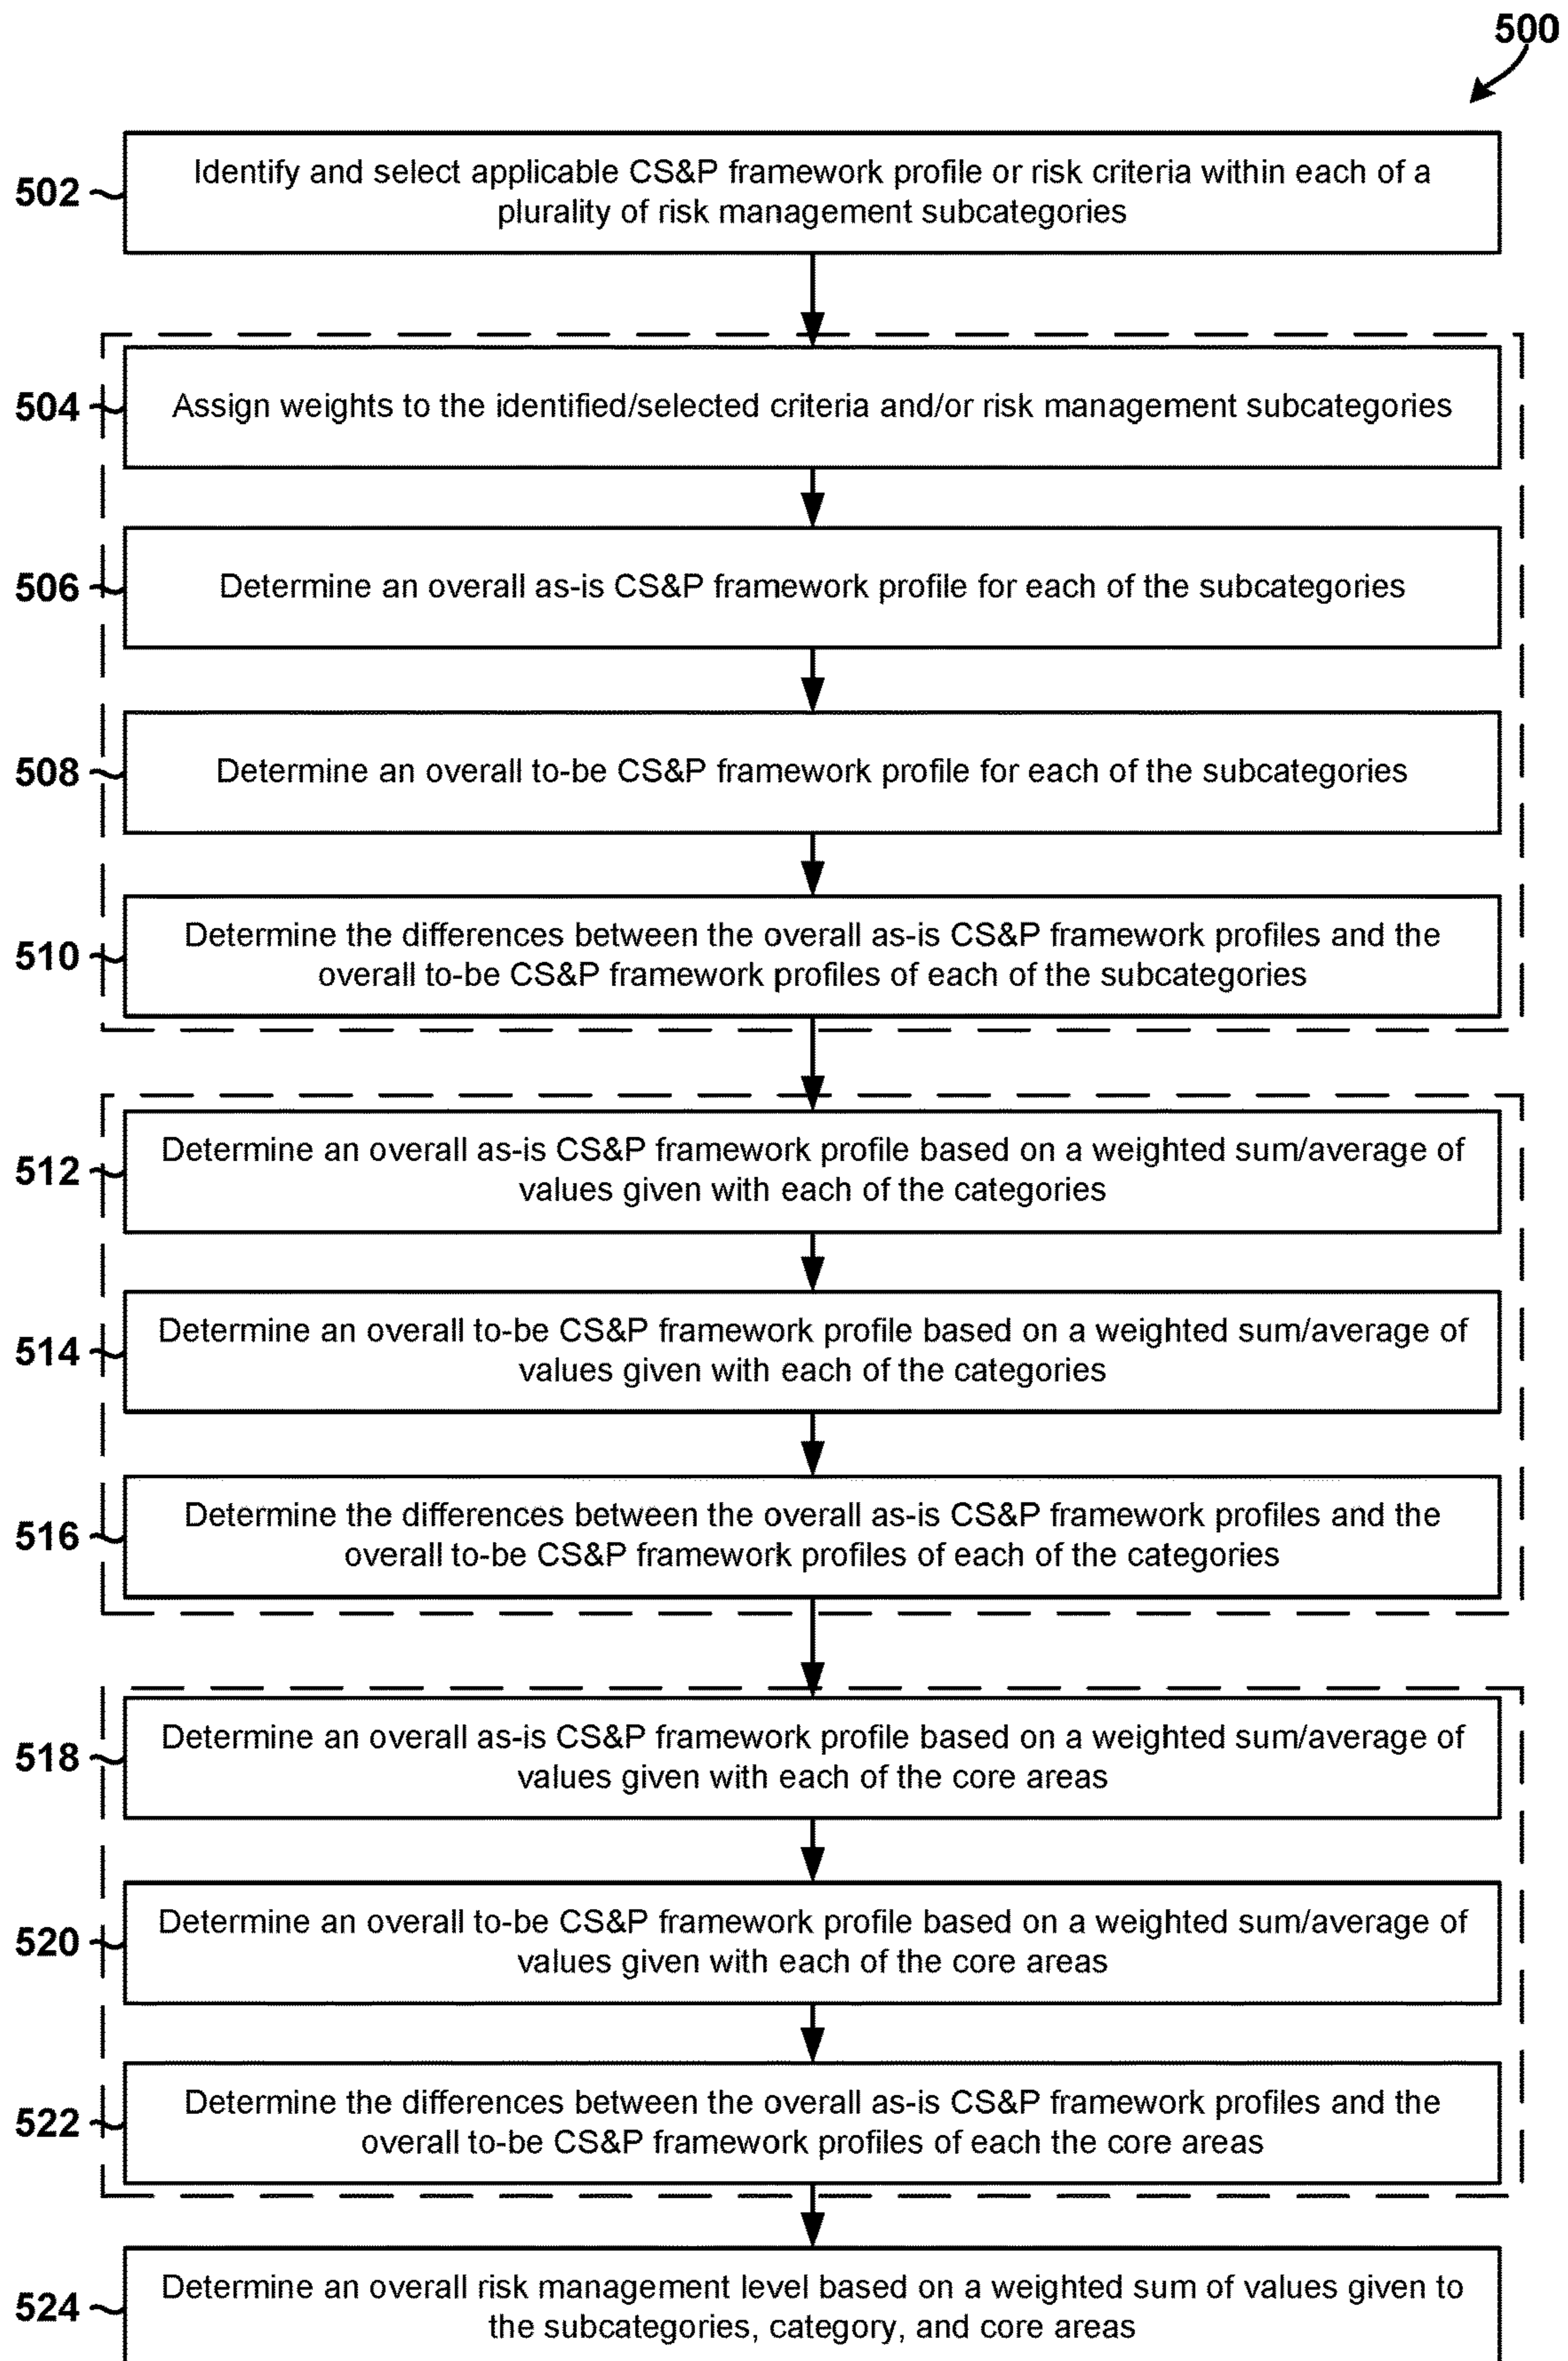 500
502
Identify and select applicable CS&P framework profile or risk criteria within each of a
plurality of risk management subcategories
504
Assign weights to the identified/selected criteria and/or risk management subcategories
506
Determine an overall as-is CS&P framework profile for each of the subcategories
508
Determine an overall to-be CS&P framework profile for each of the subcategories
510
Determine the differences between the overall as-is CS&P framework profiles and the
overall to-be CS&P framework profiles of each of the subcategories
512
Determine an overall as-is CS&P framework profile based on a weighted sum/average of
values given with each of the categories
514
Determine an overall to-be CS&P framework profile based on a weighted sum/average of
values given with each of the categories
516
Determine the differences between the overall as-is CS&P framework profiles and the
overall to-be CS&P framework profiles of each of the categories
518
Determine an overall as-is CS&P framework profile based on a weighted sum/average of
values given with each of the core areas
520
Determine an overall to-be CS&P framework profile based on a weighted sum/average of
values given with each of the core areas
522
Determine the differences between the overall as-is CS&P framework profiles and the
overall to-be CS&P framework profiles of each the core areas
524
Determine an overall risk management level based on a weighted sum of values given to
the subcategories, category, and core areas